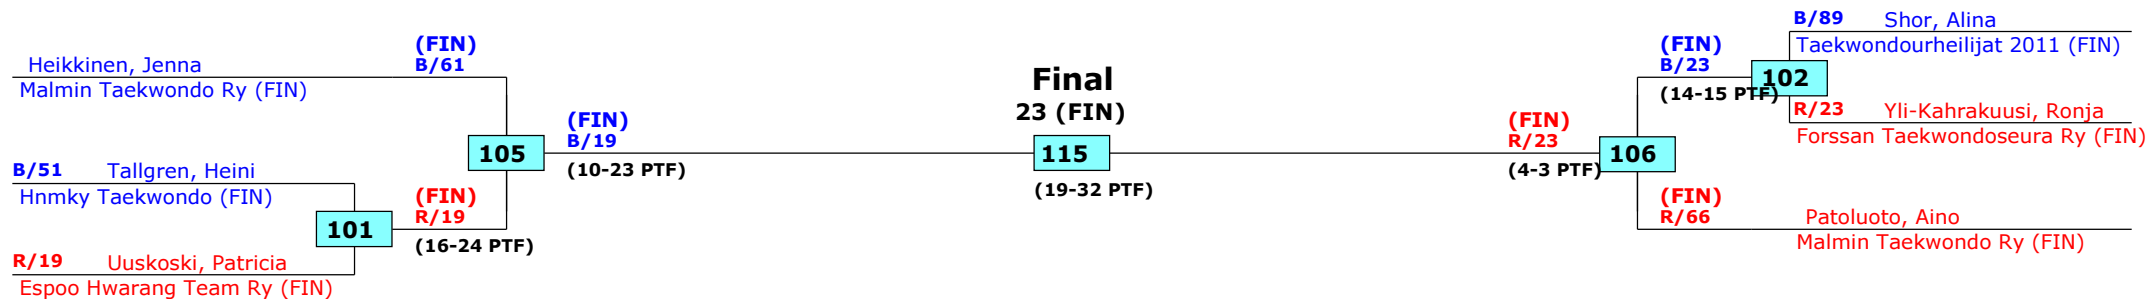 Heikkinen, Jenna
Malmin Taekwondo Ry (FIN)
(FIN)
B/61
B/51 Tallgren, Heini
Hnmky Taekwondo (FIN)
101
R/19 Uuskoski, Patricia
Espoo Hwarang Team Ry (FIN)
(FIN)
R/19
(16-24 PTF)
105
(FIN)
B/19
(10-23 PTF)
Final
23 (FIN)
115
(19-32 PTF)
(FIN)
R/23
(4-3 PTF)
106
(FIN)
B/23
(14-15 PTF)
102
B/89 Shor, Alina
Taekwondourheilijat 2011 (FIN)
R/23 Yli-Kahrakuusi, Ronja
Forssan Taekwondoseura Ry (FIN)
(FIN)
R/66
Patoluoto, Aino
Malmin Taekwondo Ry (FIN)